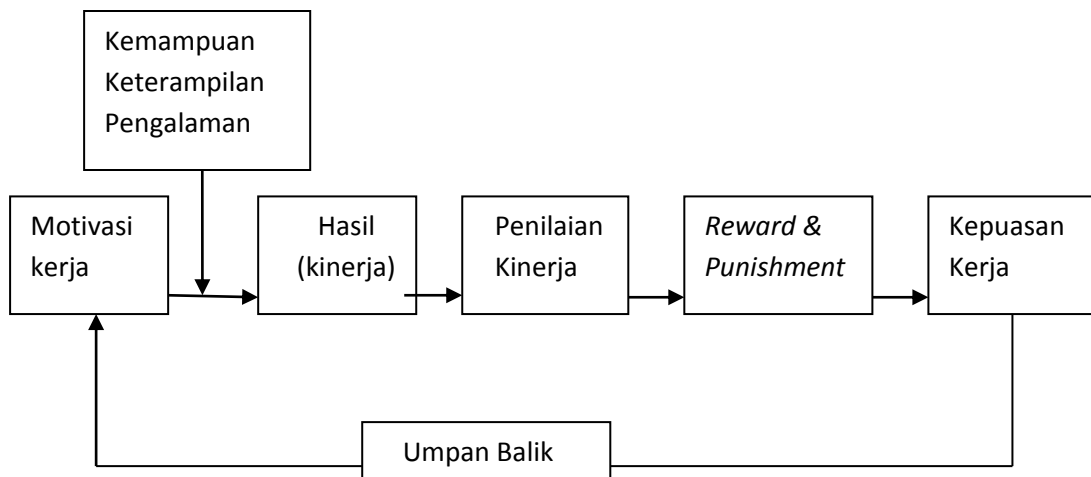 Kemampuan
Keterampilan
Pengalaman
Motivasi
kerja
Hasil
(kinerja)
Penilaian
Kinerja
Reward &
Punishment
Kepuasan
Kerja
Umpan Balik